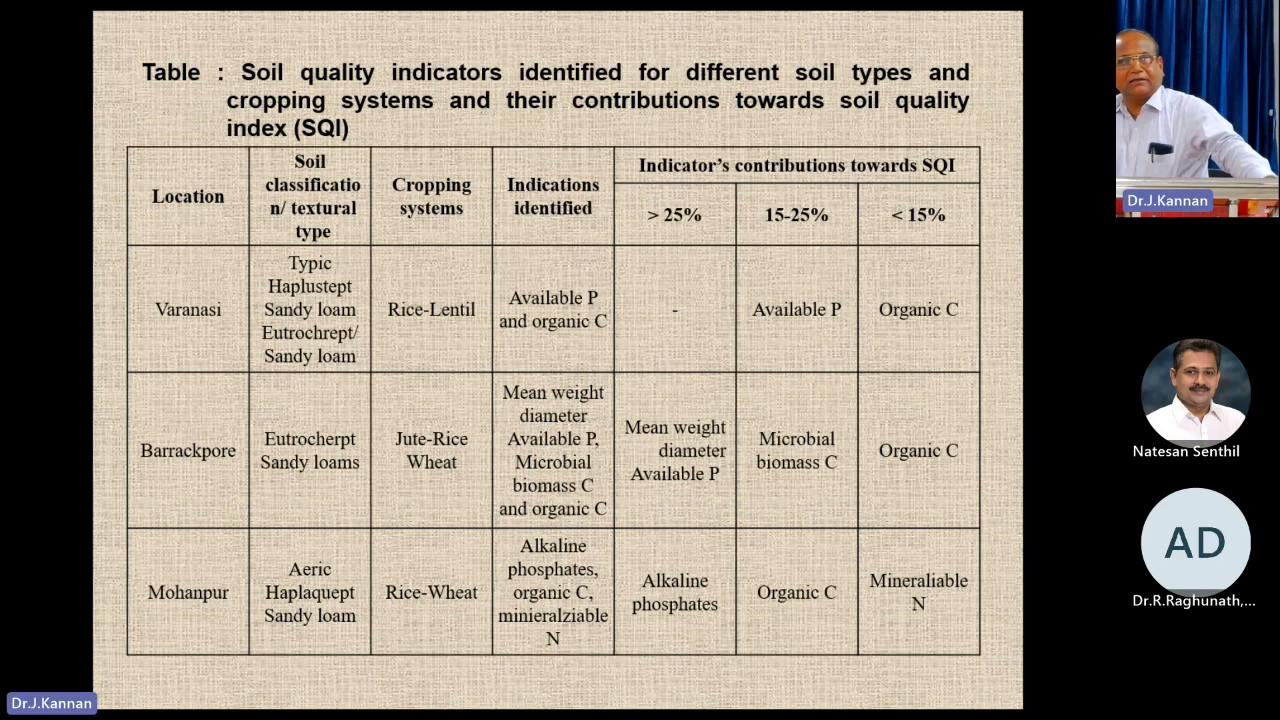 Table : Soil quality indicators identified for different soil types and
cropping systems and their contributions towards soil quality
index (SQI)
Location
Soil
classificatio
n/ textural
type
Cropping
systems
Indications
identified
Indicator's contributions towards SQI
> 25%
15-25%
< 15%
Varanasi
Typic
Haplustept
Sandy loam
Eutrochrept/
Sandy loam
Rice-Lentil
Available P
and organic C
-
Available P
Organic C
Barrackpore
Eutrocherpt
Sandy loams
Jute-Rice
Wheat
Mean weight
diameter
Available P,
Microbial
biomass C
and organic C
Mean weight
diameter
Available P
Microbial
biomass C
Organic C
Mohanpur
Aeric
Haplaquept
Sandy loam
Rice-Wheat
Alkaline
phosphates,
organic C,
minieralziable
N
Alkaline
phosphates
Organic C
Mineraliable
N
Dr.J.Kannan
Natesan Senthil
AD
Dr.R.Raghunath,...
Dr.J.Kannan